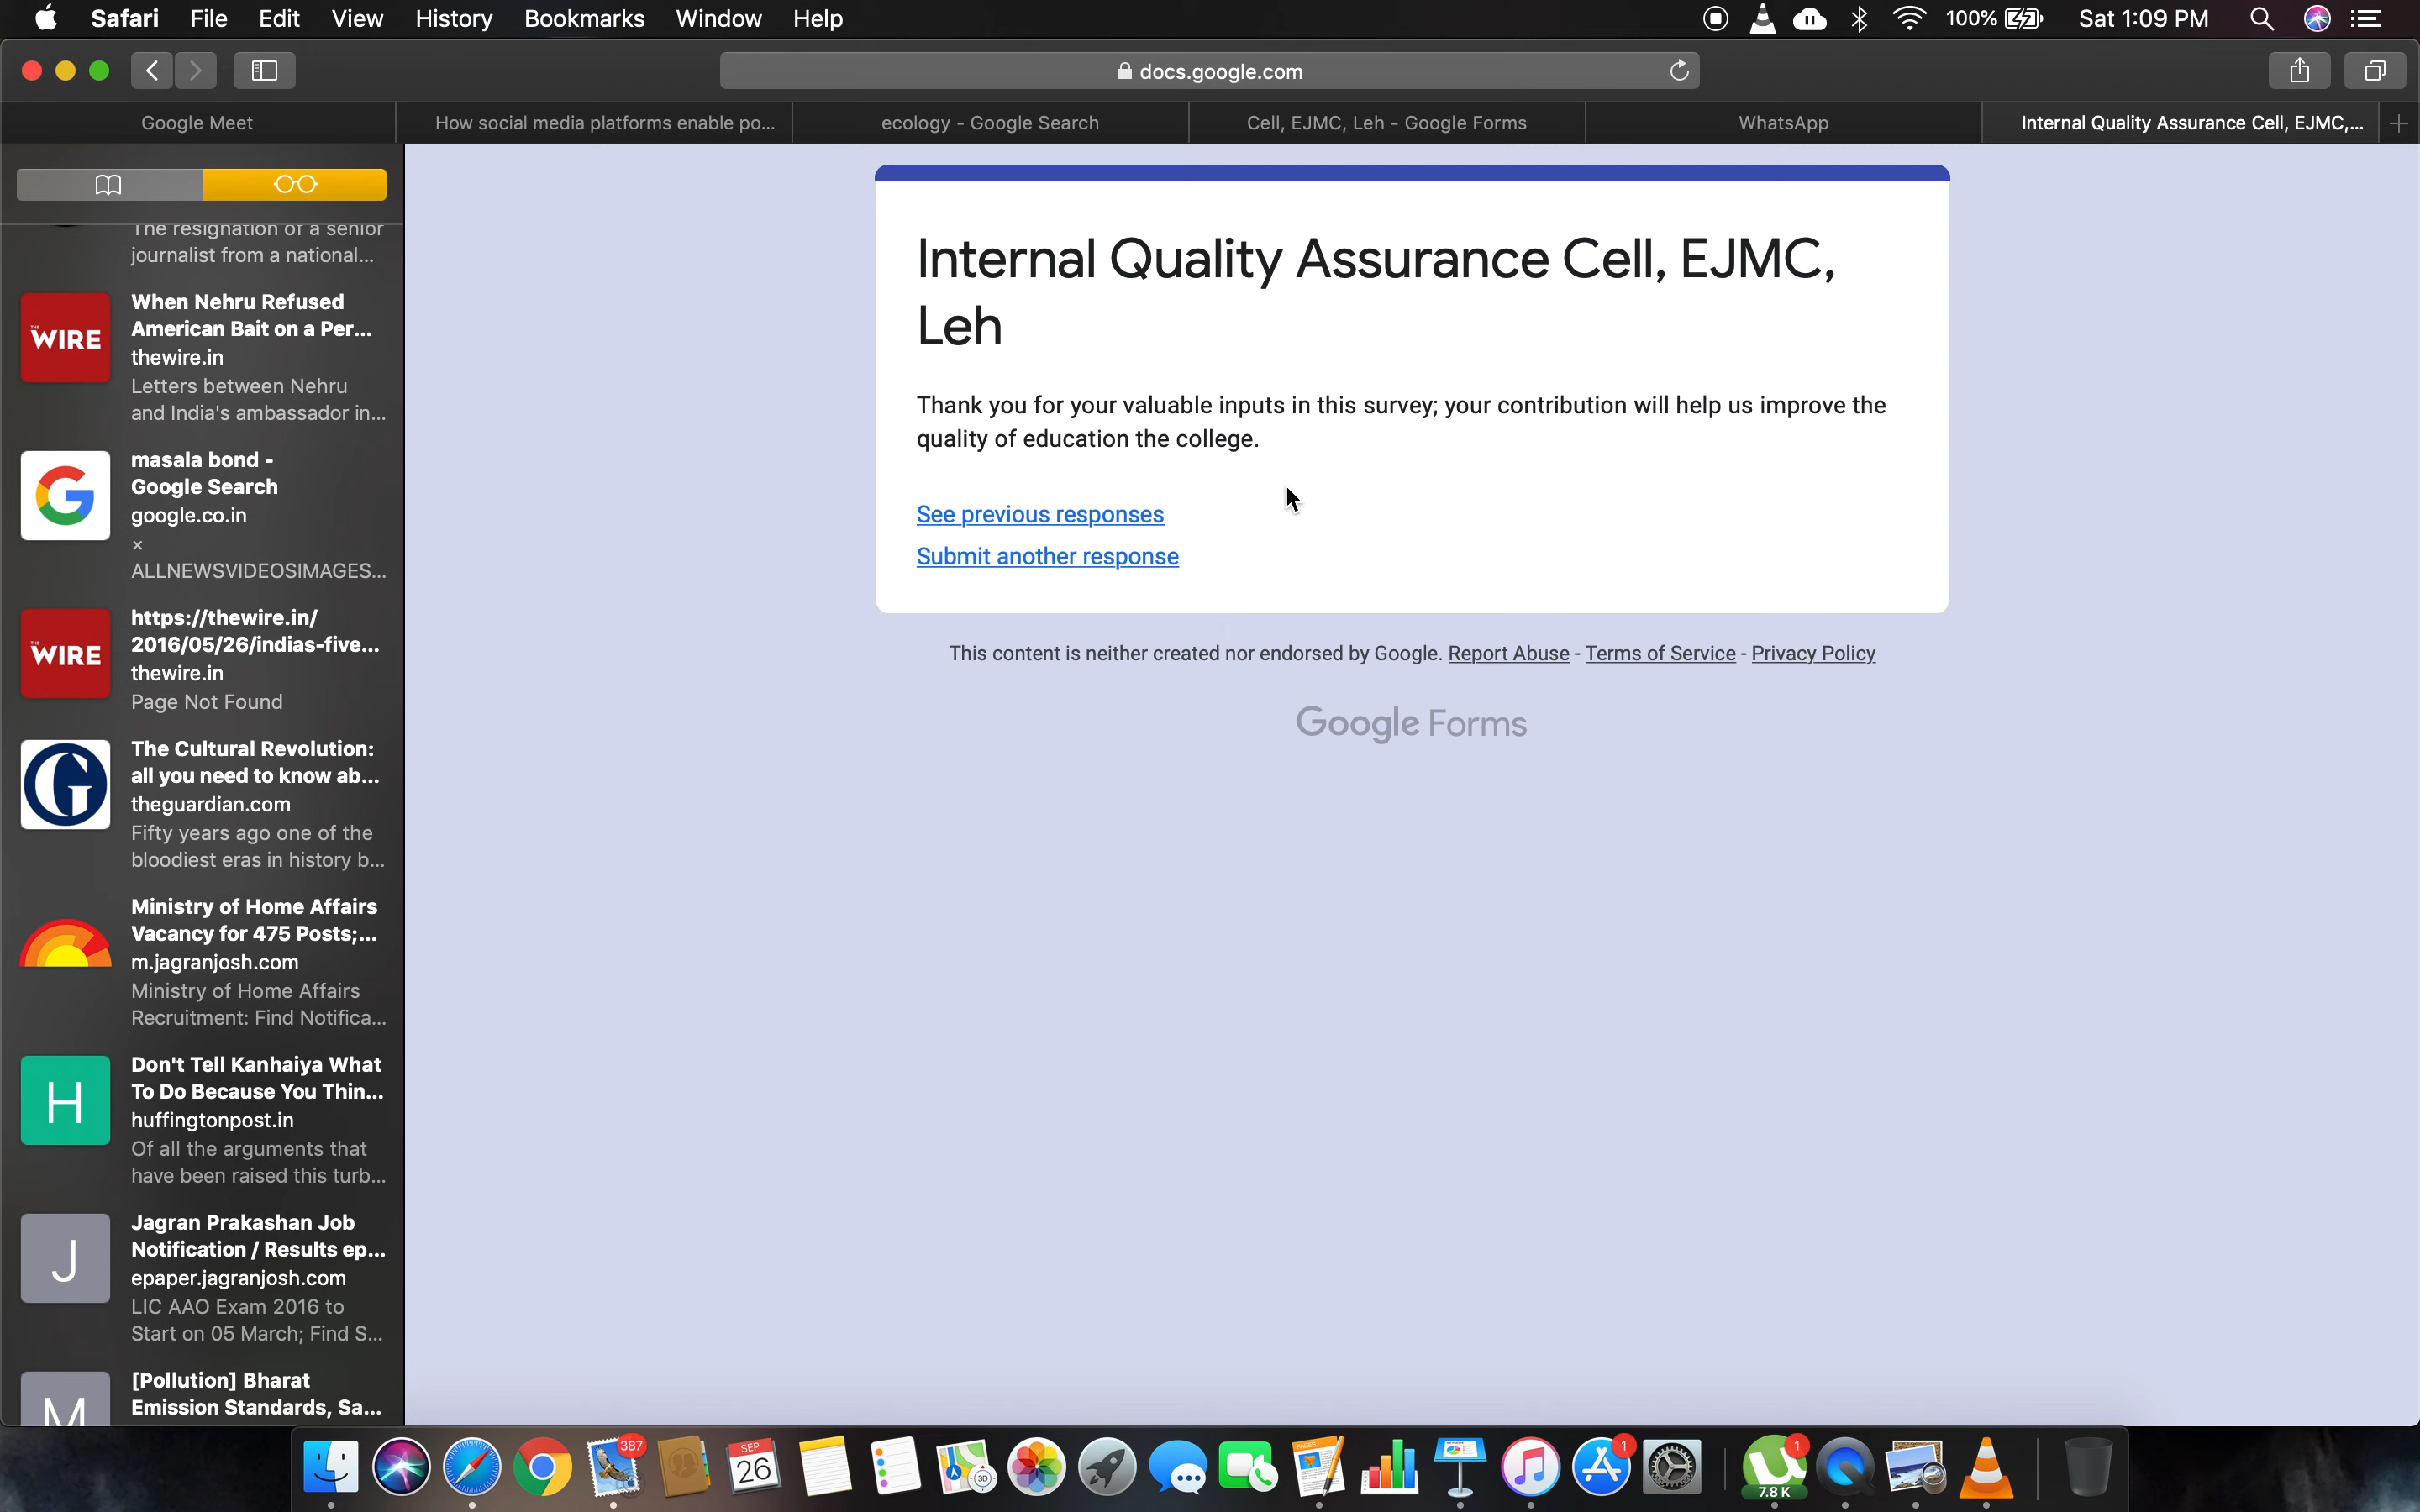 Safari File Edit View History Bookmarks Window Help 100% Sat 1:09 PM
docs.google.com
Google Meet
How social media platforms enable po...
ecology - Google Search
Cell, EJMC, Leh - Google Forms
WhatsApp
Internal Quality Assurance Cell, EJMC,...
The resignation of a senior
journalist from a national...
THE WIRE
When Nehru Refused
American Bait on a Per...
thewire.in
Letters between Nehru
and India's ambassador in...
G
masala bond -
Google Search
google.co.in
×
ALLNEWSVIDEOSIMAGES...
THE WIRE
https://thewire.in/
2016/05/26/indias-five...
thewire.in
Page Not Found
G
The Cultural Revolution:
all you need to know ab...
theguardian.com
Fifty years ago one of the
bloodiest eras in history b...
Ministry of Home Affairs
Vacancy for 475 Posts;...
m.jagranjosh.com
Ministry of Home Affairs
Recruitment: Find Notifica...
H
Don't Tell Kanhaiya What
To Do Because You Thin...
huffingtonpost.in
Of all the arguments that
have been raised this turb...
J
Jagran Prakashan Job
Notification / Results ep...
epaper.jagranjosh.com
LIC AAO Exam 2016 to
Start on 05 March; Find S...
M
[Pollution] Bharat
Emission Standards, Sa...
Internal Quality Assurance Cell, EJMC,
Leh
Thank you for your valuable inputs in this survey; your contribution will help us improve the
quality of education the college.
See previous responses
Submit another response
This content is neither created nor endorsed by Google. Report Abuse - Terms of Service - Privacy Policy
Google Forms
387
SEP
26
3D
PAGES
1
1
7.8 K